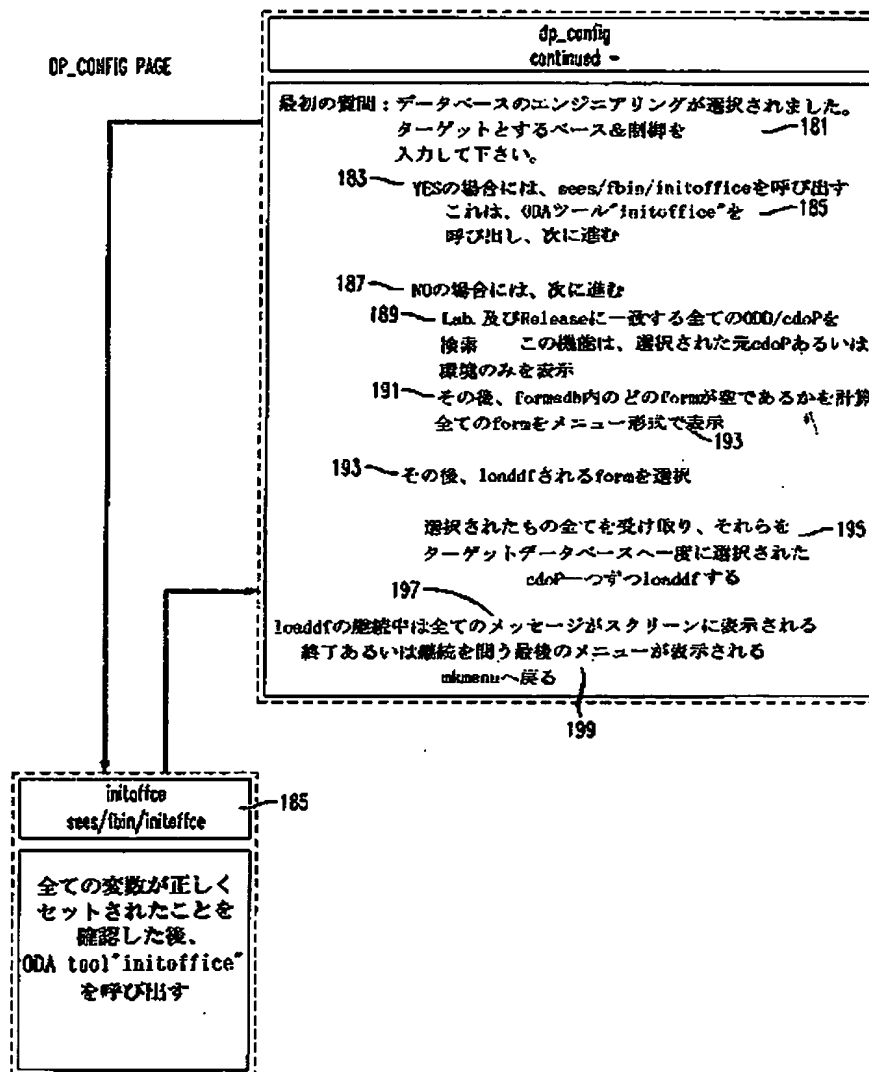 DP_CONFIG PAGE
dp_config
continued -
最初の質問：データベースのエンジニアリングが選択されました。
ターゲットとするベース&制御を 181
入力して下さい。
183 YESの場合には、sees/fbin/initofficeを呼び出す
これは、ODAツール"initoffice"を 185
呼び出し、次に進む
187 NOの場合には、次に進む
189 Lab.及びReleaseに一致する全てのODD/cdoPを
検索 この機能は、選択された元cdoPあるいは
環境のみを表示
191 その後、formsdb内のどのformが空であるかを計算
全てのformをメニュー形式で表示 193
193 その後、loaddfされるformを選択
選択されたもの全てを受け取り、それらを 195
ターゲットデータベースへ一度に選択された
cdoP一つずつloaddfする
197
loaddfの継続中は全てのメッセージがスクリーンに表示される
終了あるいは継続を問う最後のメニューが表示される
mkmenuへ戻る
199
initoffce
sees/fbin/initoffce 185
全ての変数が正しく
セットされたことを
確認した後、
ODA tool"initoffice"
を呼び出す